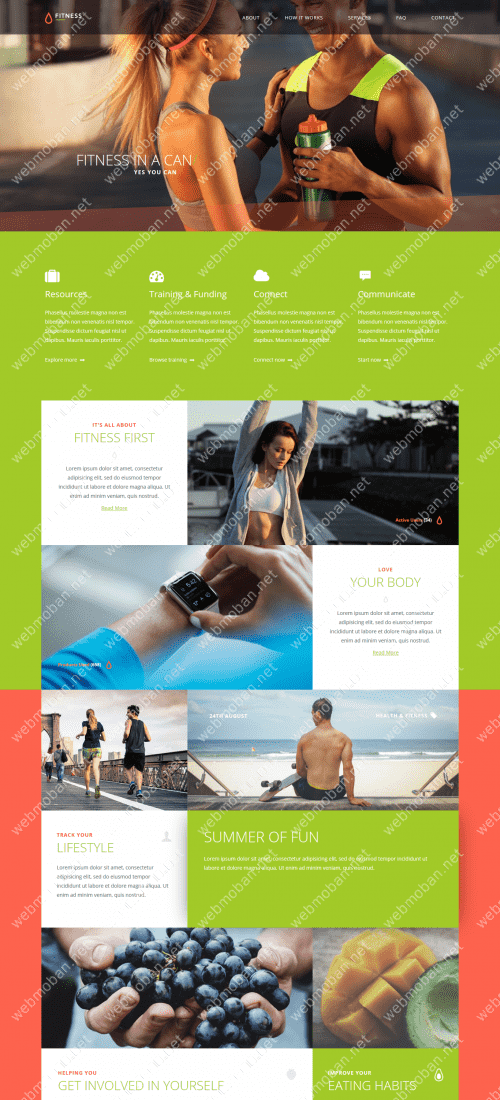 FITNESS
ABOUT
HOW IT WORKS
SERVICES
FAQ
CONTACT
FITNESS IN A CAN
YES YOU CAN
Resources
Phasellus molestie magna non est
bibendum non venenatis nisl tempor.
Suspendisse dictum feugiat nisl ut
dapibus. Mauris iaculis porttitor.
Explore more
Training & Funding
Phasellus molestie magna non est
bibendum non venenatis nisl tempor.
Suspendisse dictum feugiat nisl ut
dapibus. Mauris iaculis porttitor.
Browse training
Connect
Phasellus molestie magna non est
bibendum non venenatis nisl tempor.
Suspendisse dictum feugiat nisl ut
dapibus. Mauris iaculis porttitor.
Connect now
Communicate
Phasellus molestie magna non est
bibendum non venenatis nisl tempor.
Suspendisse dictum feugiat nisl ut
dapibus. Mauris iaculis porttitor.
Start now
IT'S ALL ABOUT
FITNESS FIRST
Lorem ipsum dolor sit amet, consectetur
adipisicing elit, sed do eiusmod tempor
incididunt ut labore et dolore magna aliqua. Ut
enim ad minim veniam, quis nostrud.
Read More
Active Users
LOVE
YOUR BODY
Lorem ipsum dolor sit amet, consectetur
adipisicing elit, sed do eiusmod tempor
incididunt ut labore et dolore magna aliqua. Ut
enim ad minim veniam, quis nostrud.
Read More
24TH AUGUST
HEALTH & FITNESS
TRACK YOUR
LIFESTYLE
Lorem ipsum dolor sit amet, consectetur
adipisicing elit, sed do eiusmod tempor
incididunt ut labore et dolore magna aliqua. Ut
enim ad minim veniam, quis nostrud.
SUMMER OF FUN
Lorem ipsum dolor sit amet, consectetur adipisicing elit, sed do eiusmod tempor incididunt ut
labore et dolore magna aliqua. Ut enim ad minim veniam, quis nostrud.
HELPING YOU
GET INVOLVED IN YOURSELF
IMPROVE YOUR
EATING HABITS
webmoban.net